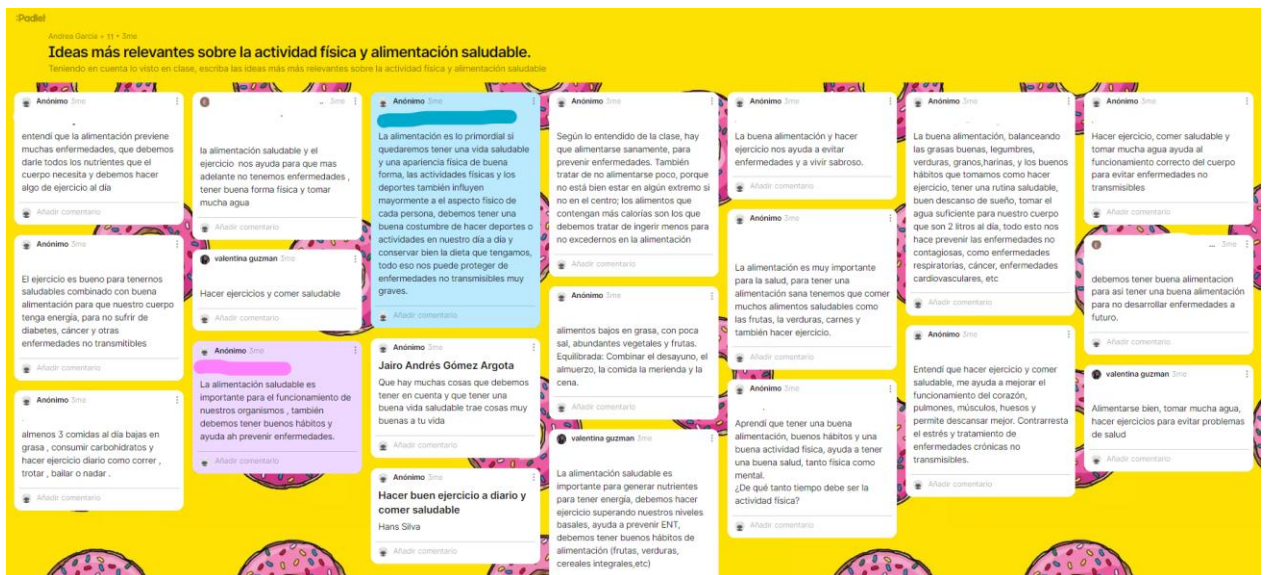 :Padlet
Andrea García + 11 • 3me
Ideas más relevantes sobre la actividad física y alimentación saludable.
Teniendo en cuenta lo visto en clase, escriba las ideas más más relevantes sobre la actividad física y alimentación saludable
Anónimo 3me
entendí que la alimentación previene
muchas enfermedades, que debemos
darle todos los nutrientes que el
cuerpo necesita y debemos hacer
algo de ejercicio al día
Añadir comentario
Anónimo 3me
El ejercicio es bueno para tenernos
saludables combinado con buena
alimentación para que nuestro cuerpo
tenga energía, para no sufrir de
diabetes, cáncer y otras
enfermedades no transmitibles
Añadir comentario
Anónimo 3me
almenos 3 comidas al día bajas en
grasa , consumir carbohidratos y
hacer ejercicio diario como correr ,
trotar , bailar o nadar .
Añadir comentario
3me
la alimentación saludable y el
ejercicio nos ayuda para que mas
adelante no tenemos enfermedades ,
tener buena forma física y tomar
mucha agua
Añadir comentario
valentina guzman 3me
Hacer ejercicios y comer saludable
Añadir comentario
Anónimo 3me
La alimentación saludable es
importante para el funcionamiento de
nuestros organismos , también
debemos tener buenos hábitos y
ayuda ah prevenir enfermedades.
Añadir comentario
Anónimo 3me
La alimentación es lo primordial si
quedaremos tener una vida saludable
y una apariencia física de buena
forma, las actividades físicas y los
deportes también influyen
mayormente a el aspecto físico de
cada persona, debemos tener una
buena costumbre de hacer deportes o
actividades en nuestro día a día y
conservar bien la dieta que tengamos,
todo eso nos puede proteger de
enfermedades no transmisibles muy
graves.
Añadir comentario
Anónimo 3me
Jairo Andrés Gómez Argota
Que hay muchas cosas que debemos
tener en cuenta y que tener una
buena vida saludable trae cosas muy
buenas a tu vida
Añadir comentario
Anónimo 3me
Hacer buen ejercicio a diario y
comer saludable
Hans Silva
Añadir comentario
Anónimo 3me
Según lo entendido de la clase, hay
que alimentarse sanamente, para
prevenir enfermedades. También
tratar de no alimentarse poco, porque
no está bien estar en algún extremo si
no en el centro; los alimentos que
contengan más calorías son los que
debemos tratar de ingerir menos para
no excedernos en la alimentación
Añadir comentario
Anónimo 3me
alimentos bajos en grasa, con poca
sal, abundantes vegetales y frutas.
Equilibrada: Combinar el desayuno, el
almuerzo, la comida la merienda y la
cena.
Añadir comentario
valentina guzman 3me
La alimentación saludable es
importante para generar nutrientes
para tener energía, debemos hacer
ejercicio superando nuestros niveles
basales, ayuda a prevenir ENT,
debemos tener buenos hábitos de
alimentación (frutas, verduras,
cereales integrales,etc)
Anónimo 3me
La buena alimentación y hacer
ejercicio nos ayuda a evitar
enfermedades y a vivir sabroso.
Añadir comentario
Anónimo 3me
La alimentación es muy importante
para la salud, para tener una
alimentación sana tenemos que comer
muchos alimentos saludables como
las frutas, la verduras, carnes y
también hacer ejercicio.
Añadir comentario
Anónimo 3me
Aprendí que tener una buena
alimentación, buenos hábitos y una
buena actividad física, ayuda a tener
una buena salud, tanto física como
mental.
¿De qué tanto tiempo debe ser la
actividad física?
Añadir comentario
Anónimo 3me
La buena alimentación, balanceando
las grasas buenas, legumbres,
verduras, granos,harinas, y los buenos
hábitos que tomamos como hacer
ejercicio, tener una rutina saludable,
buen descanso de sueño, tomar el
agua suficiente para nuestro cuerpo
que son 2 litros al día, todo esto nos
hace prevenir las enfermedades no
contagiosas, como enfermedades
respiratorias, cáncer, enfermedades
cardiovasculares, etc
Añadir comentario
Anónimo 3me
Entendí que hacer ejercicio y comer
saludable, me ayuda a mejorar el
funcionamiento del corazón,
pulmones, músculos, huesos y
permite descansar mejor. Contrarresta
el estrés y tratamiento de
enfermedades crónicas no
transmisibles.
Añadir comentario
Anónimo 3me
Hacer ejercicio, comer saludable y
tomar mucha agua ayuda al
funcionamiento correcto del cuerpo
para evitar enfermedades no
transmisibles
Añadir comentario
3me
debemos tener buena alimentacion
para asi tener una buena alimentación
para no desarrollar enfermedades a
futuro.
Añadir comentario
valentina guzman 3me
Alimentarse bien, tomar mucha agua,
hacer ejercicios para evitar problemas
de salud
Añadir comentario